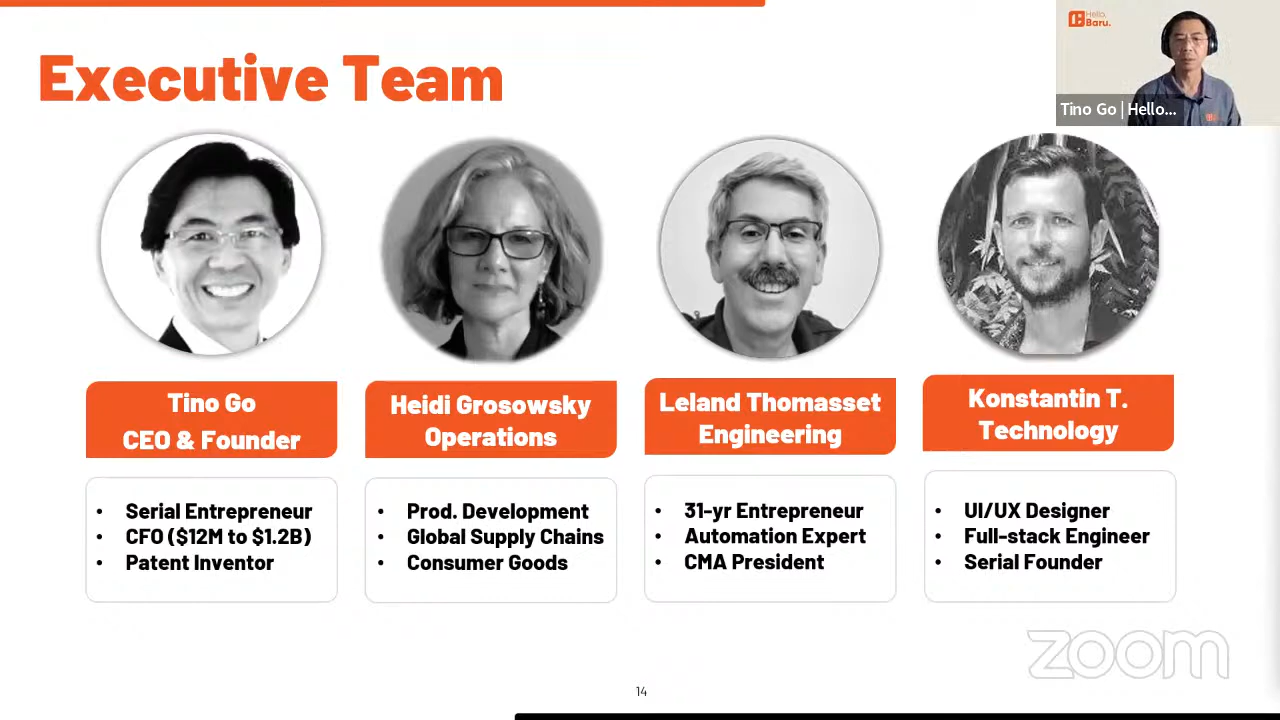 Hello.
Baru.
Executive Team
Tino Go | Hello...
Tino Go
CEO & Founder
Heidi Grosowsky
Operations
Leland Thomasset
Engineering
Konstantin T.
Technology
• Serial Entrepreneur
• CFO ($12M to $1.2B)
• Patent Inventor
• Prod. Development
• Global Supply Chains
• Consumer Goods
• 31-yr Entrepreneur
• Automation Expert
• CMA President
• UI/UX Designer
• Full-stack Engineer
• Serial Founder
zoom
14